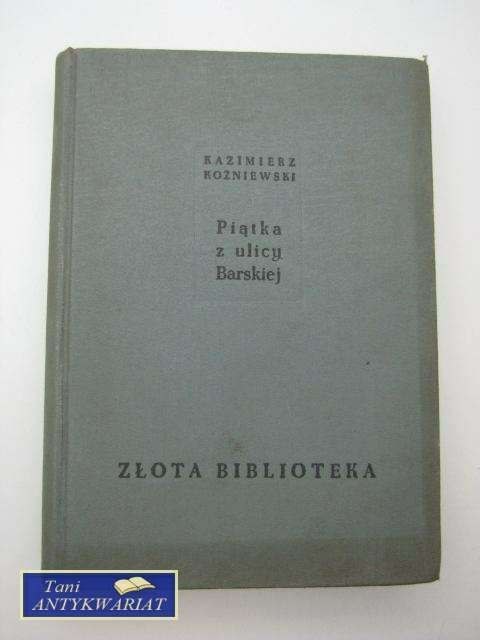 KAZIMIERZ
KOŹNIEWSKI
Piątka
z ulicy
Barskiej
ZŁOTA BIBLIOTEKA
Tani
ANTYKWARIAT